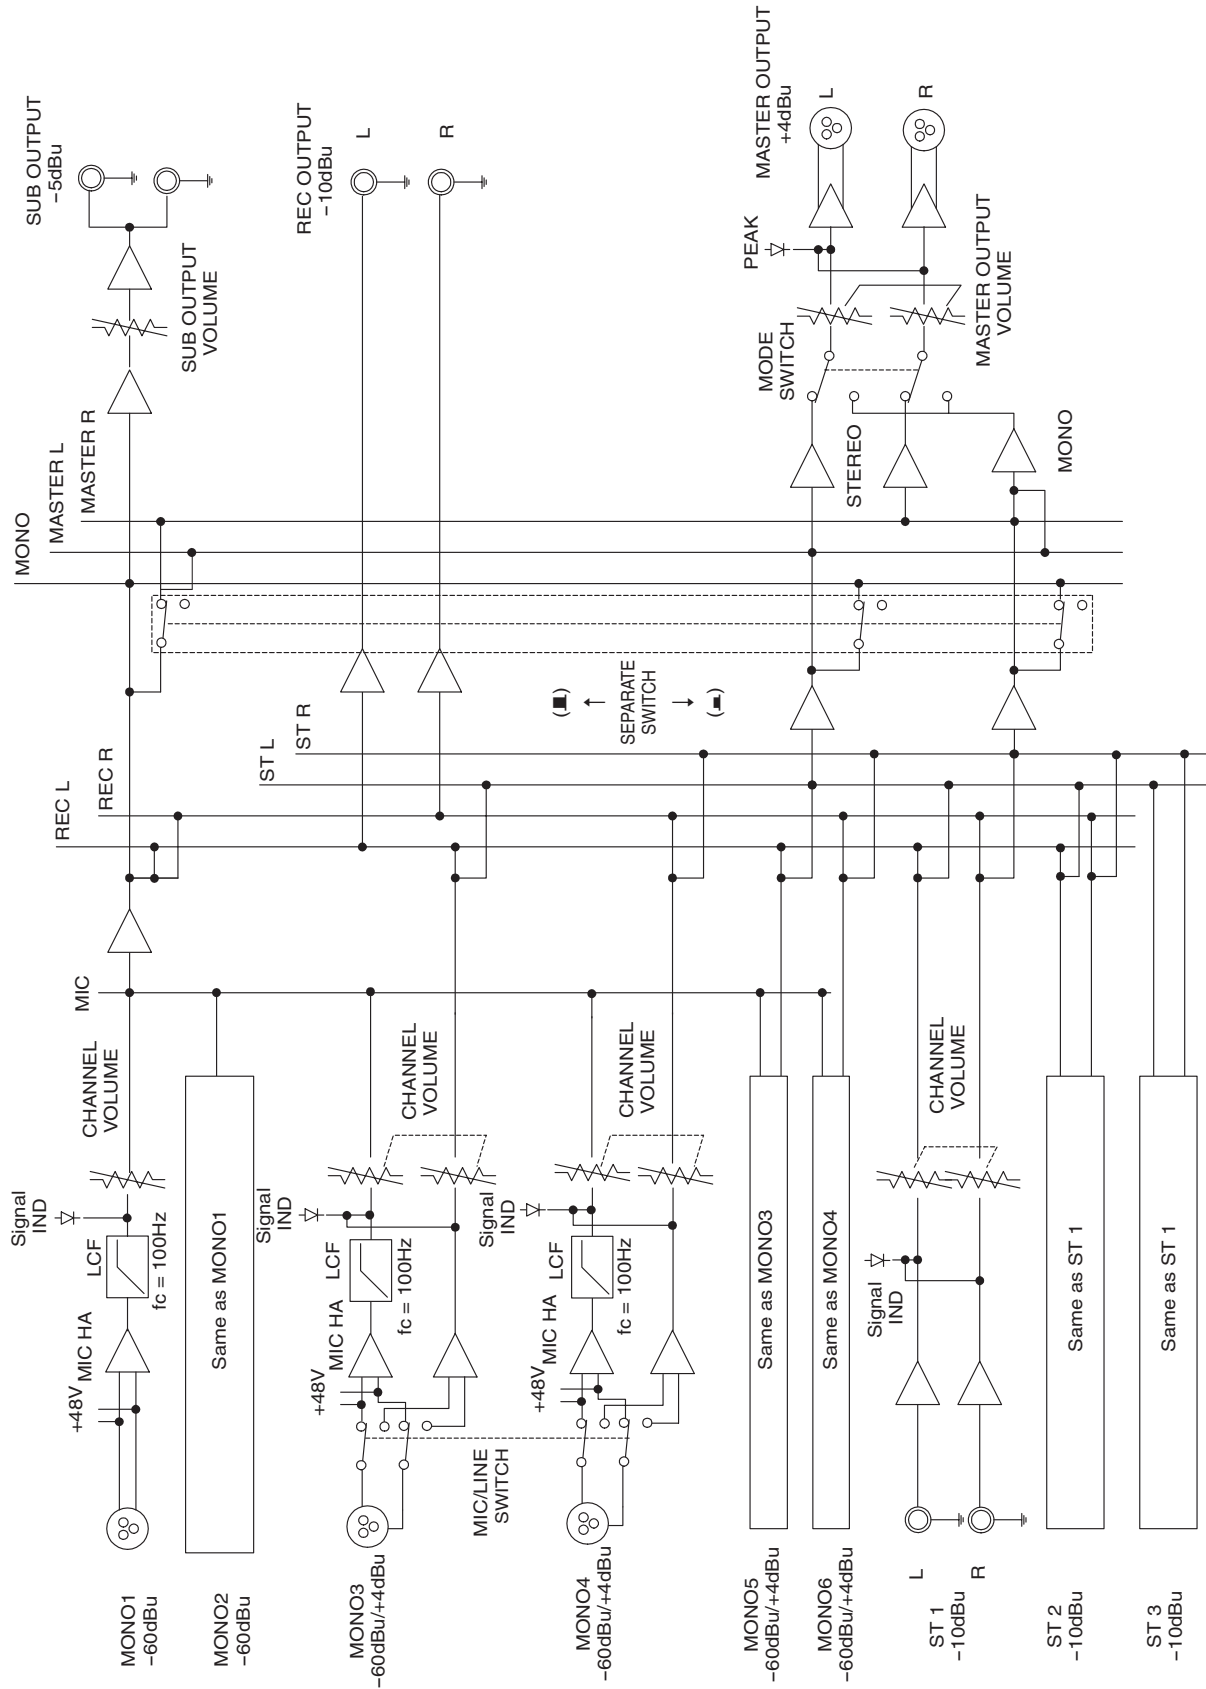 MONO1
-60dBu
+48V
MIC HA
LCF
fc = 100Hz
Signal
IND
CHANNEL
VOLUME
MIC
REC L
REC R
MONO
MASTER L
MASTER R
SUB OUTPUT
VOLUME
SUB OUTPUT
-5dBu
MONO2
-60dBu
Same as MONO1
MONO3
-60dBu/+4dBu
+48V
MIC HA
LCF
fc = 100Hz
Signal
IND
CHANNEL
VOLUME
ST L
ST R
REC OUTPUT
-10dBu
L
R
MIC/LINE
SWITCH
MONO4
-60dBu/+4dBu
+48V
MIC HA
LCF
fc = 100Hz
Signal
IND
CHANNEL
VOLUME
SEPARATE
SWITCH
MONO5
-60dBu/+4dBu
Same as MONO3
MONO6
-60dBu/+4dBu
Same as MONO4
STEREO
MODE
SWITCH
PEAK
MASTER OUTPUT
+4dBu
L
R
MASTER OUTPUT
VOLUME
MONO
ST 1
-10dBu
L
R
Signal
IND
CHANNEL
VOLUME
ST 2
-10dBu
Same as ST 1
ST 3
-10dBu
Same as ST 1